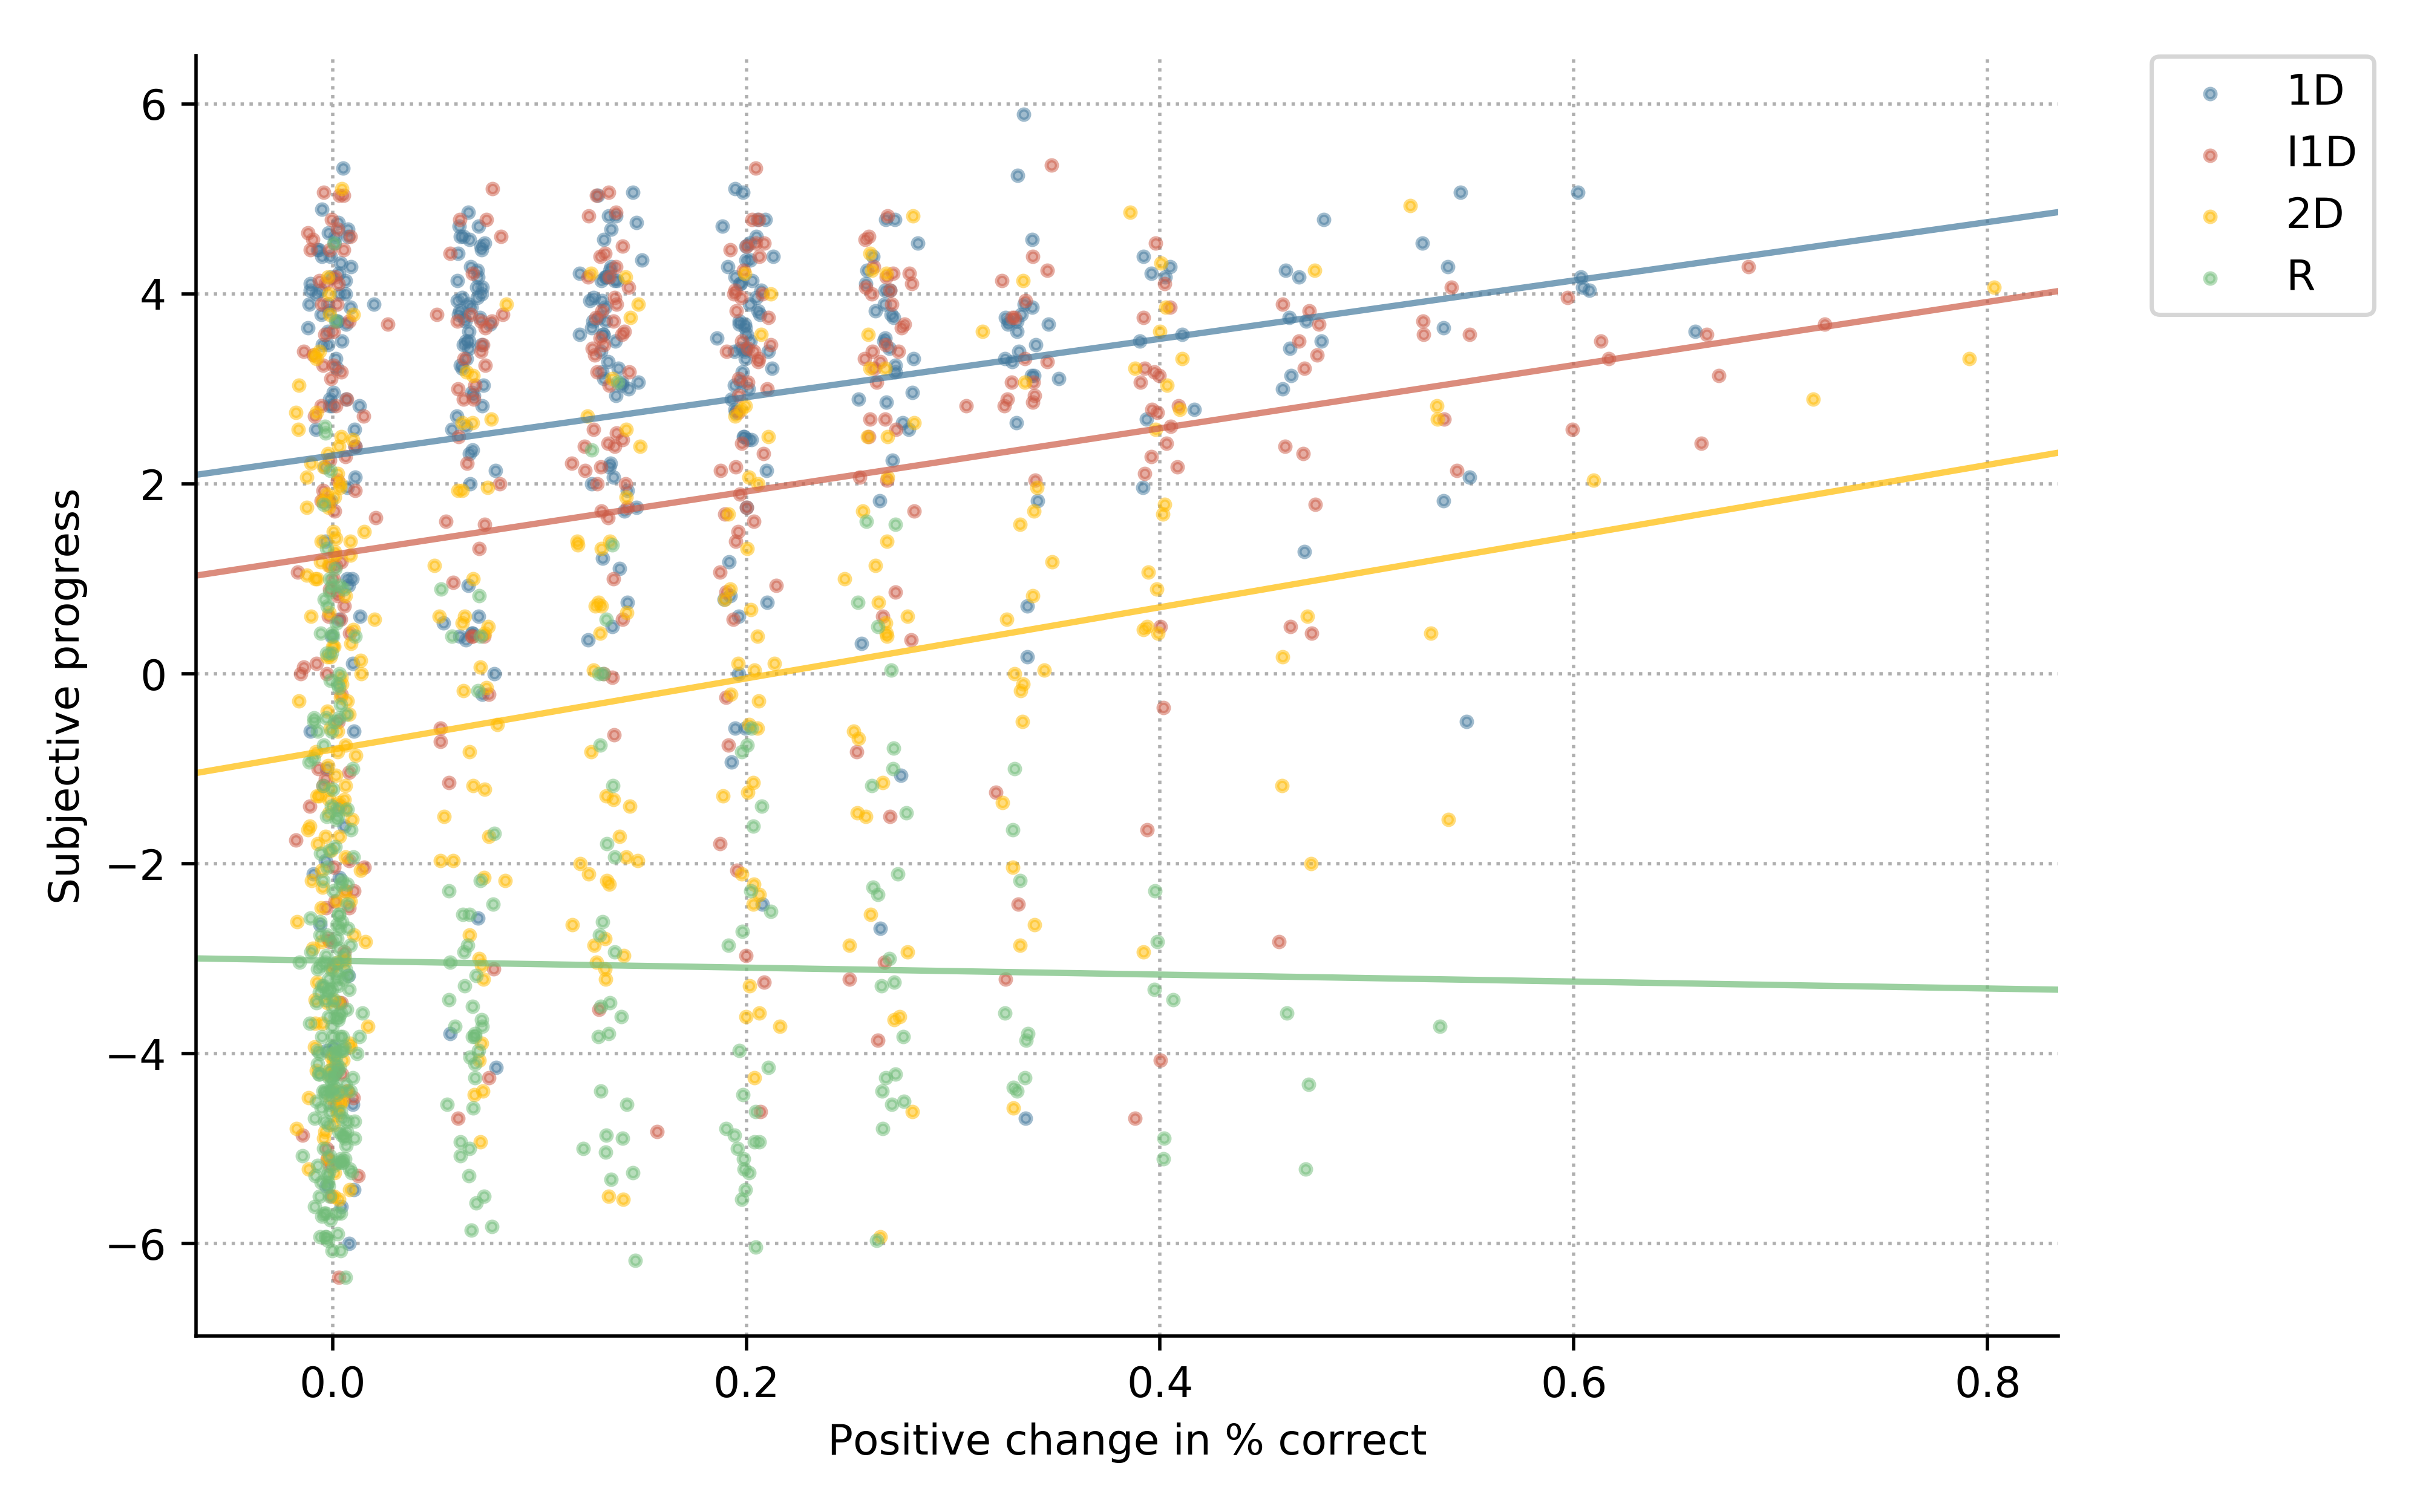 6
4
2
0
−2
−4
−6
Subjective progress
0.0 0.2 0.4 0.6 0.8
Positive change in % correct
1D
I1D
2D
R